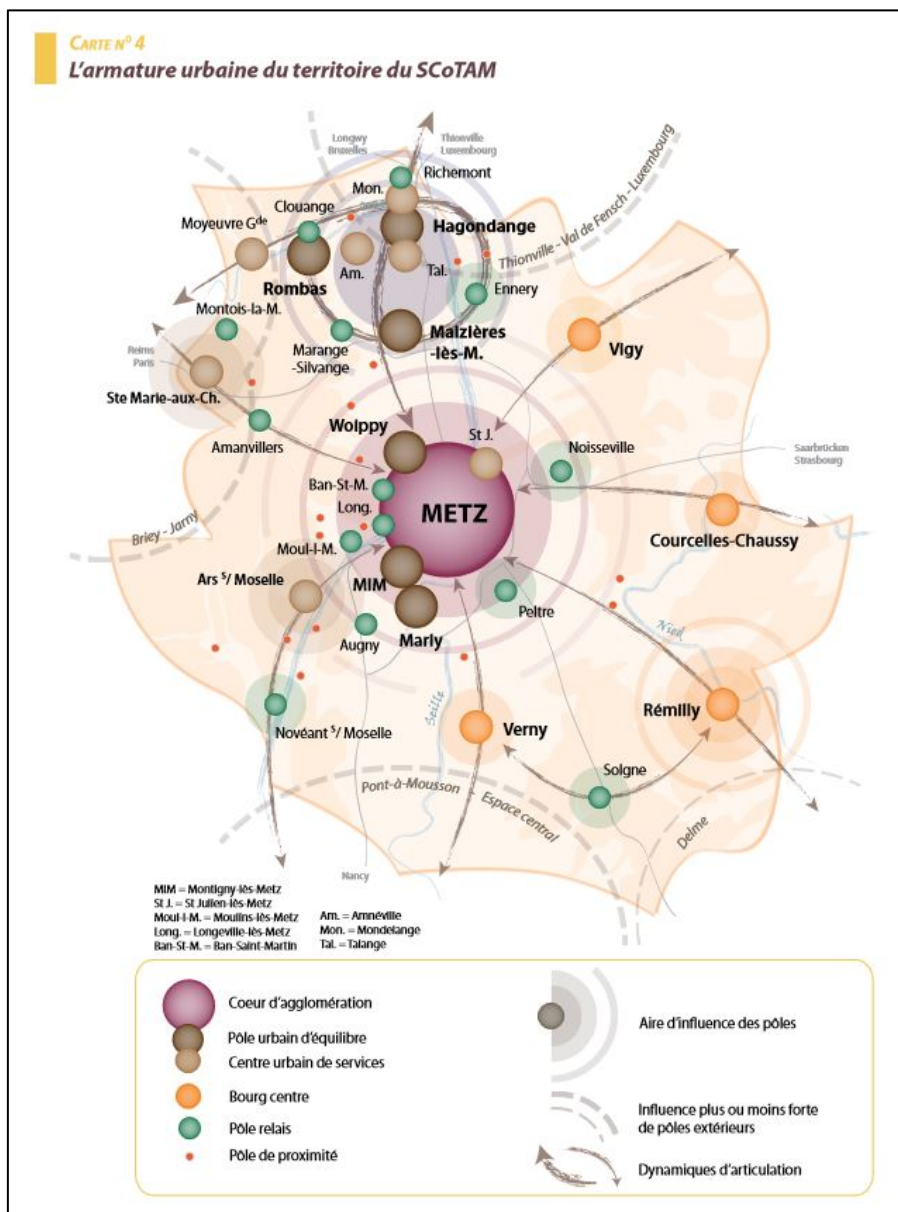 CARTE N° 4
L'armature urbaine du territoire du SCoTAM
Longwy
Bruxelles
Thionville
Luxembourg
Richemont
Mon.
Clouange
Moyeuvre Gde
Hagondange
Thionville - Val de Fensch - Luxembourg
Am.
Tal.
Rombas
Ennery
Montois-la-M.
Maizières
-lès-M.
Vigy
Marange
-Silvange
Reims
Paris
Ste Marie-aux-Ch.
Woippy
St J.
Amanvillers
Noisseville
Saarbrücken
Strasbourg
Ban-St-M.
Long.
METZ
Briey - Jarny
Moul-l-M.
Courcelles-Chaussy
Ars s/ Moselle
MlM
Peltre
Nied
Augny
Marly
Seille
Rémilly
Novéant s/ Moselle
Verny
Solgne
Pont-à-Mousson - Espace central
Delme
Nancy
MlM = Montigny-lès-Metz
St J. = St Julien-lès-Metz
Moul-l-M. = Moulins-lès-Metz
Long. = Longeville-lès-Metz
Ban-St-M. = Ban-Saint-Martin
Am. = Amnéville
Mon. = Mondelange
Tal. = Talange
Coeur d'agglomération
Pôle urbain d'équilibre
Centre urbain de services
Bourg centre
Pôle relais
Pôle de proximité
Aire d'influence des pôles
Influence plus ou moins forte
de pôles extérieurs
Dynamiques d'articulation